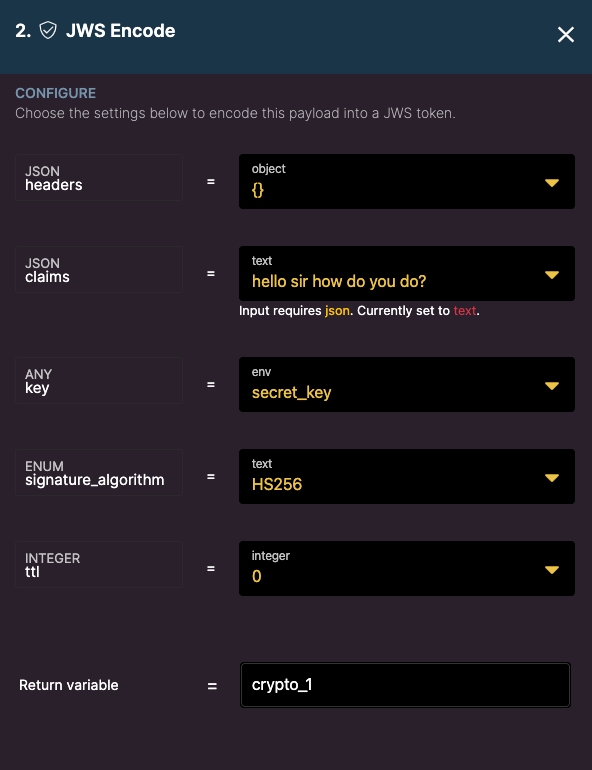 2. JWS Encode
CONFIGURE
Choose the settings below to encode this payload into a JWS token.
JSON
headers
=
object
{}
JSON
claims
=
text
hello sir how do you do?
Input requires json. Currently set to text.
ANY
key
=
env
secret_key
ENUM
signature_algorithm
=
text
HS256
INTEGER
ttl
=
integer
0
Return variable = crypto_1